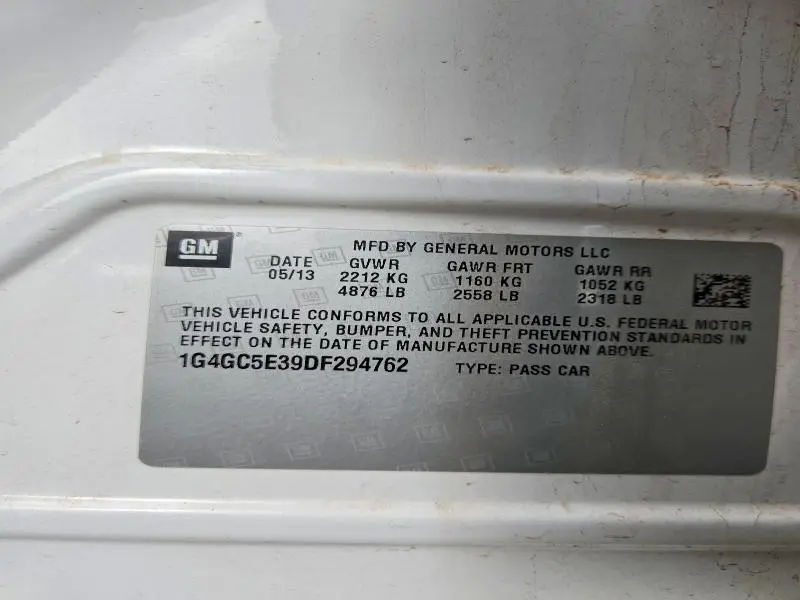 GM® MFD BY GENERAL MOTORS LLC
DATE GVWR GAWR FRT GAWR RR
05/13 2212 KG 1160 KG 1052 KG
4876 LB 2558 LB 2318 LB
THIS VEHICLE CONFORMS TO ALL APPLICABLE U.S. FEDERAL MOTOR
VEHICLE SAFETY, BUMPER, AND THEFT PREVENTION STANDARDS IN
EFFECT ON THE DATE OF MANUFACTURE SHOWN ABOVE.
1G4GC5E39DF294762 TYPE: PASS CAR